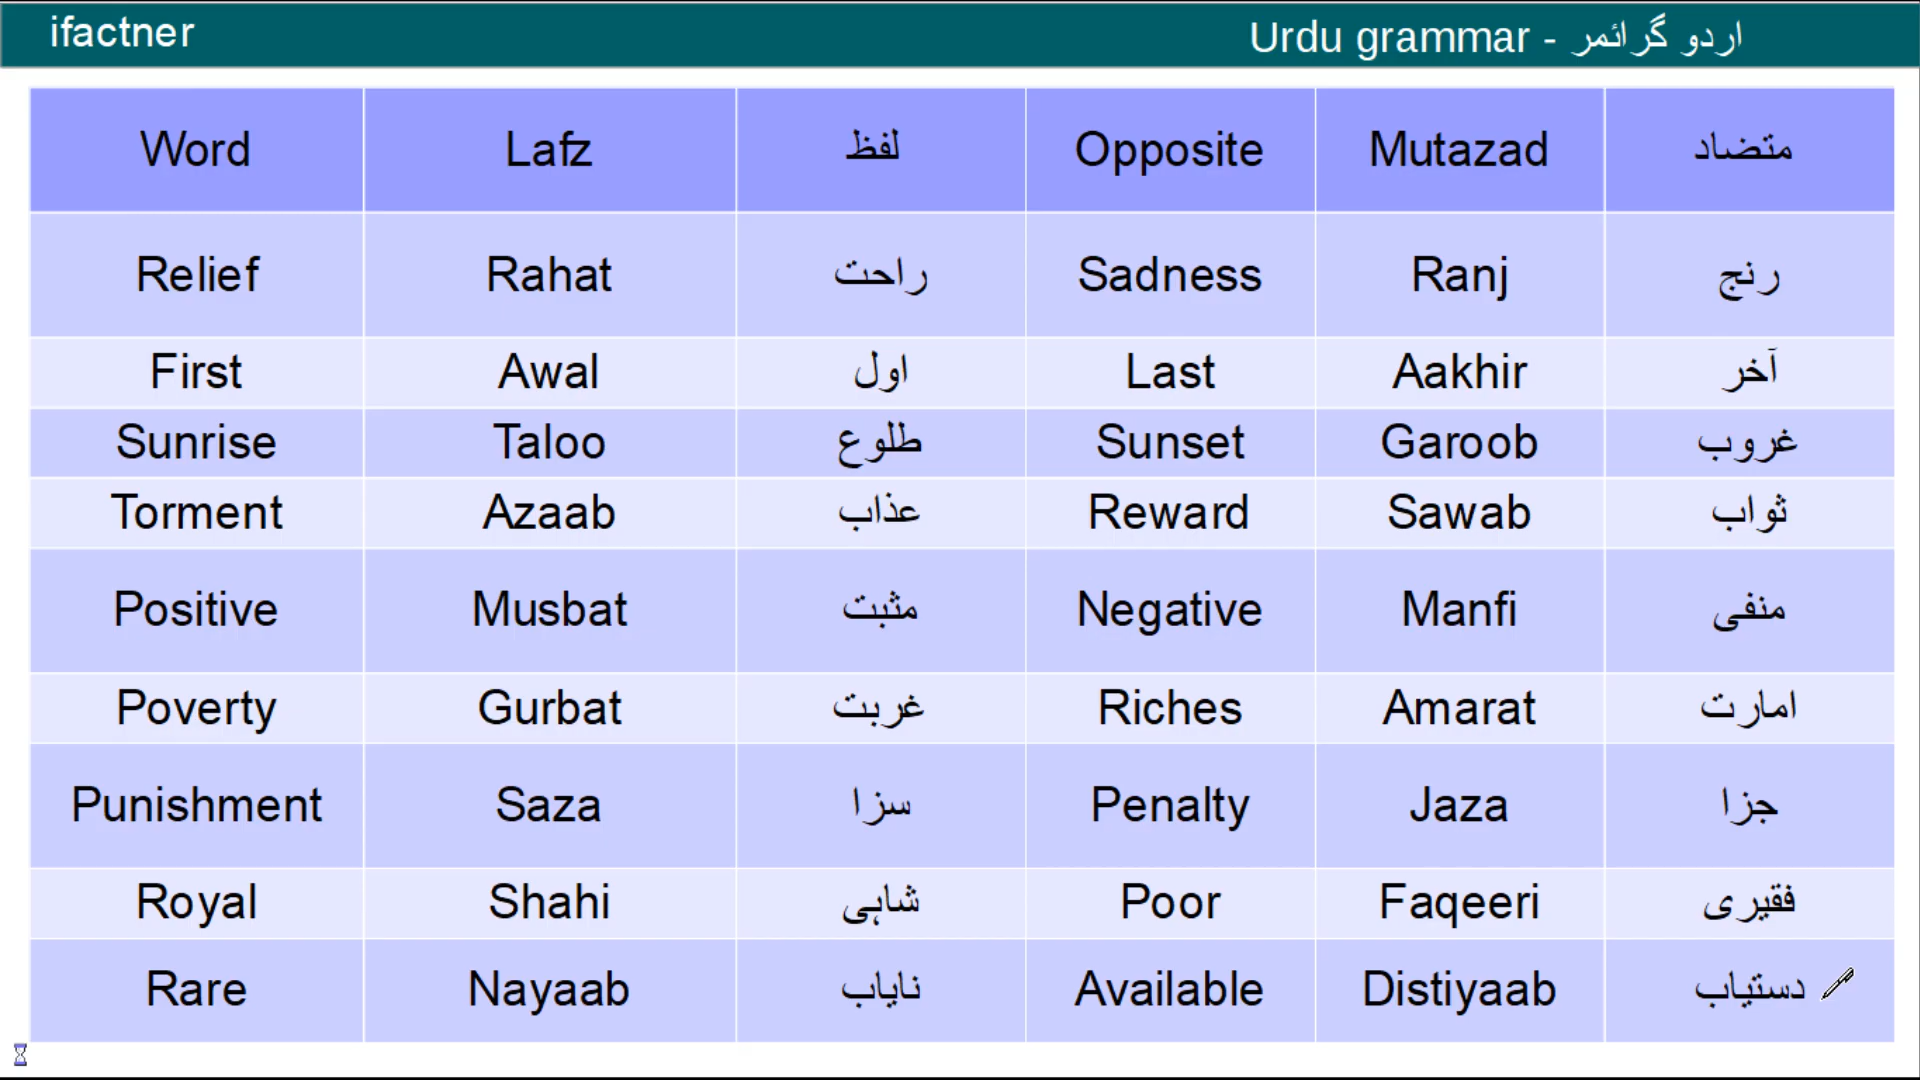 ifactner
Urdu grammar - اردو گرائمر
Word Lafz لفظ Opposite Mutazad متضاد
Relief Rahat راحت Sadness Ranj رنج
First Awal اول Last Aakhir آخر
Sunrise Taloo طلوع Sunset Garoob غروب
Torment Azaab عذاب Reward Sawab ثواب
Positive Musbat مثبت Negative Manfi منفی
Poverty Gurbat غربت Riches Amarat امارت
Punishment Saza سزا Penalty Jaza جزا
Royal Shahi شاہی Poor Faqeeri فقیری
Rare Nayaab نایاب Available Distiyaab دستیاب